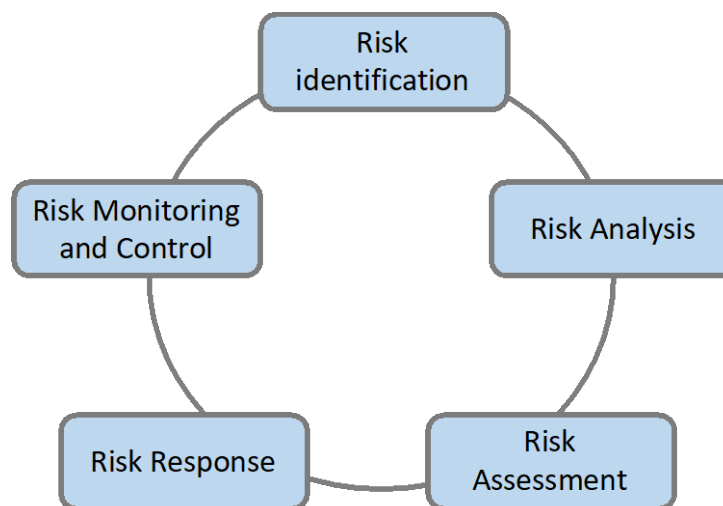 Risk
identification
Risk Analysis
Risk
Assessment
Risk Response
Risk Monitoring
and Control